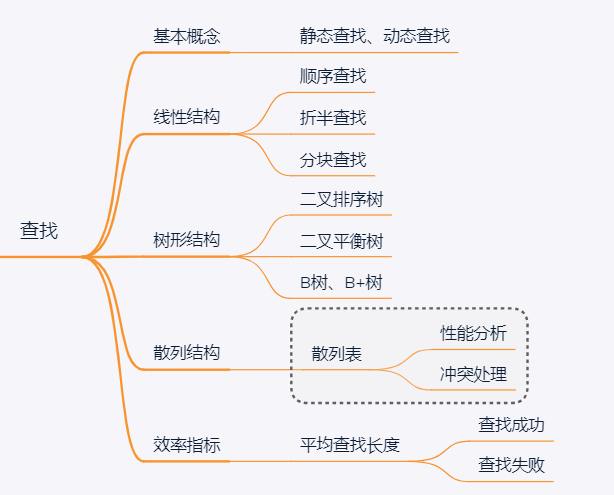 基本概念
静态查找、动态查找
线性结构
顺序查找
折半查找
分块查找
查找
树形结构
二叉排序树
二叉平衡树
B树、B+树
散列结构
散列表
性能分析
冲突处理
效率指标
平均查找长度
查找成功
查找失败